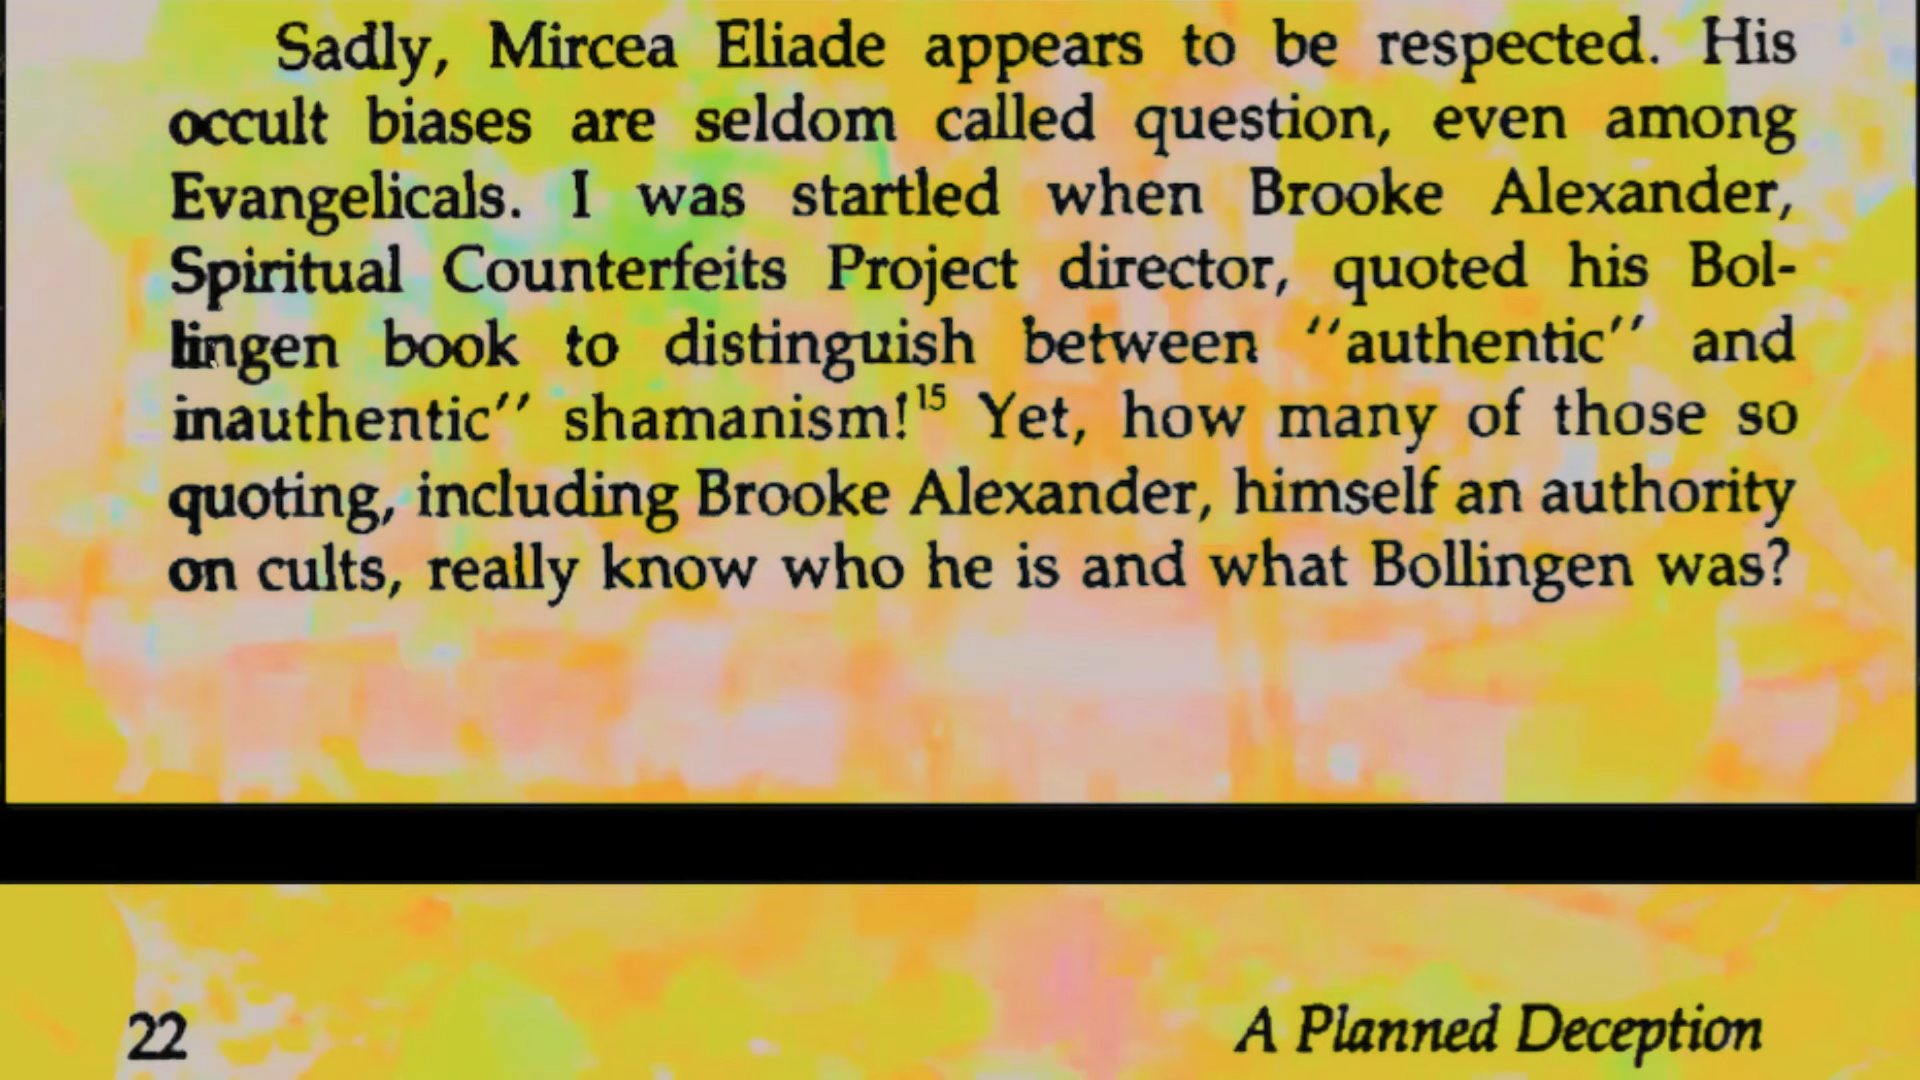 Sadly, Mircea Eliade appears to be respected. His
occult biases are seldom called question, even among
Evangelicals. I was startled when Brooke Alexander,
Spiritual Counterfeits Project director, quoted his Bol-
lingen book to distinguish between "authentic" and
inauthentic" shamanism!15 Yet, how many of those so
quoting, including Brooke Alexander, himself an authority
on cults, really know who he is and what Bollingen was?
22
A Planned Deception